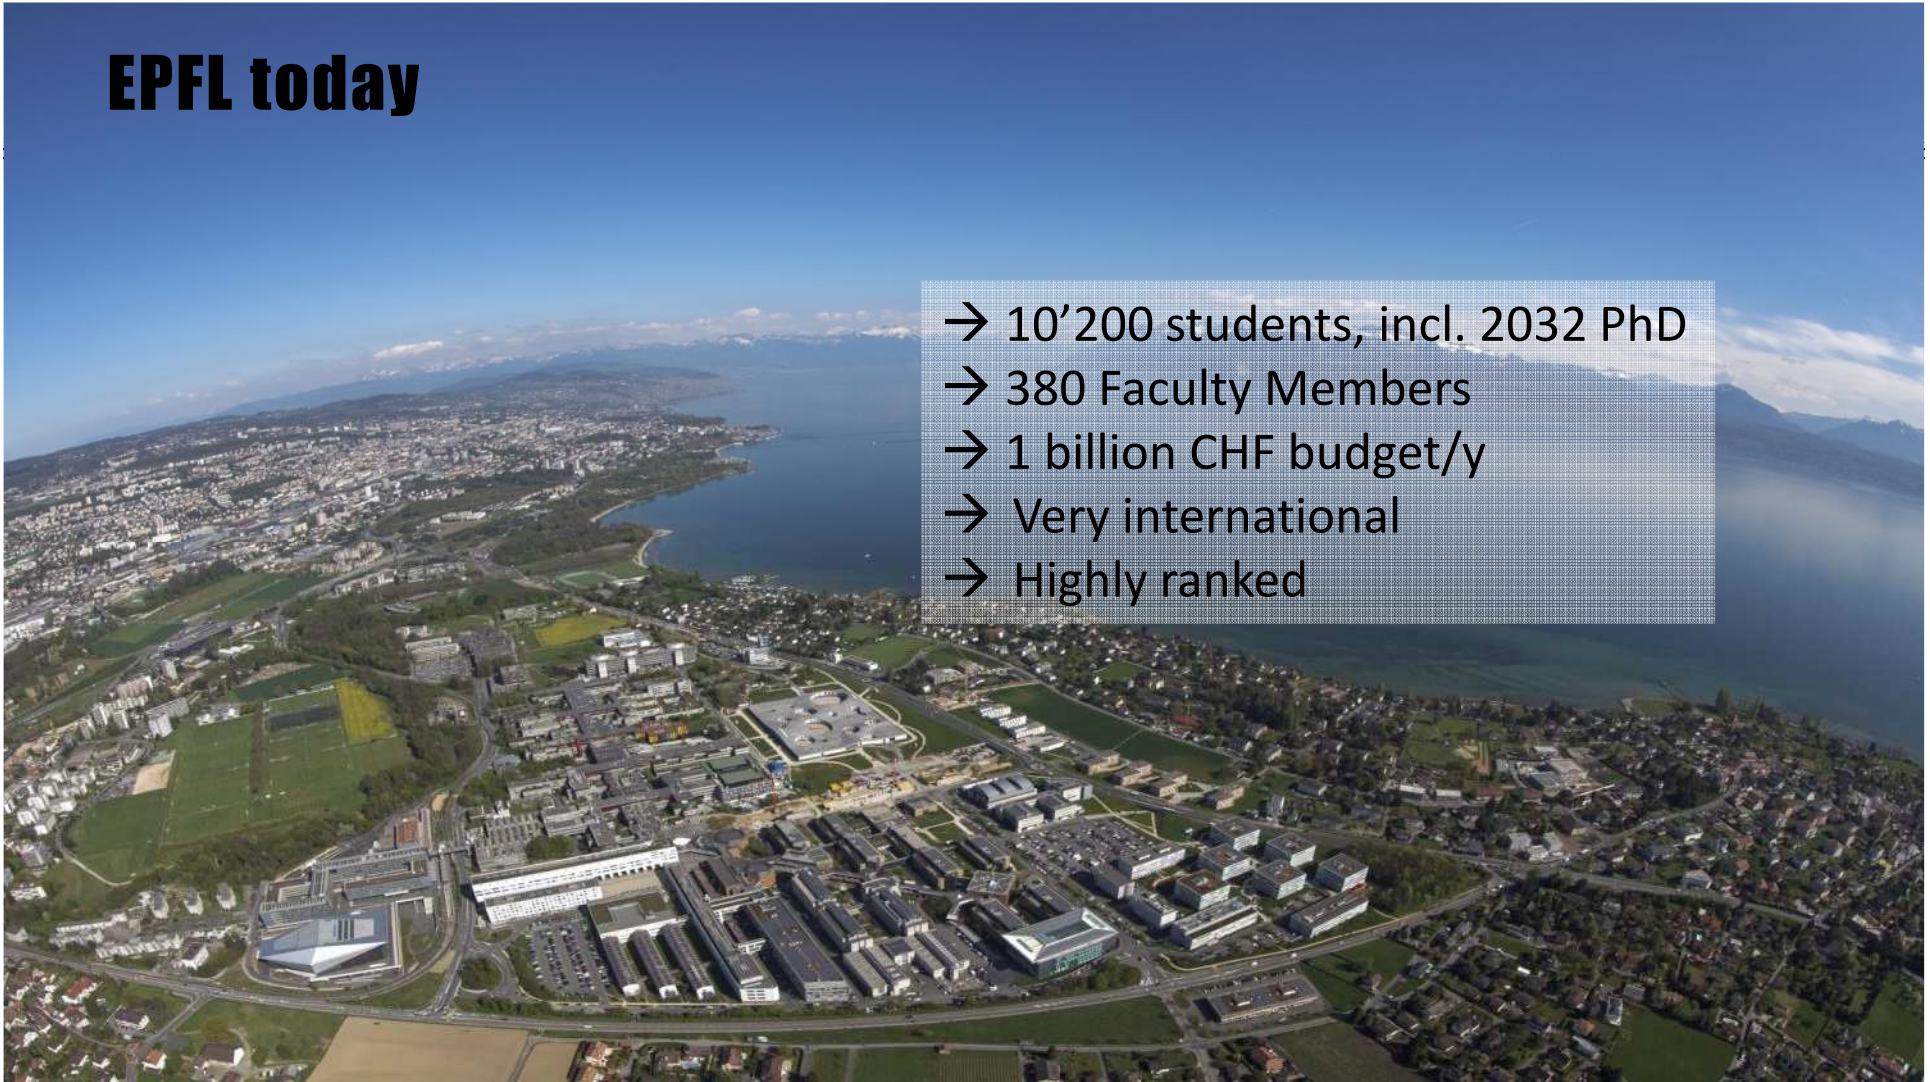 EPFL today
→ 10’200 students, incl. 2032 PhD
→ 380 Faculty Members
→ 1 billion CHF budget/y
→ Very international
→ Highly ranked